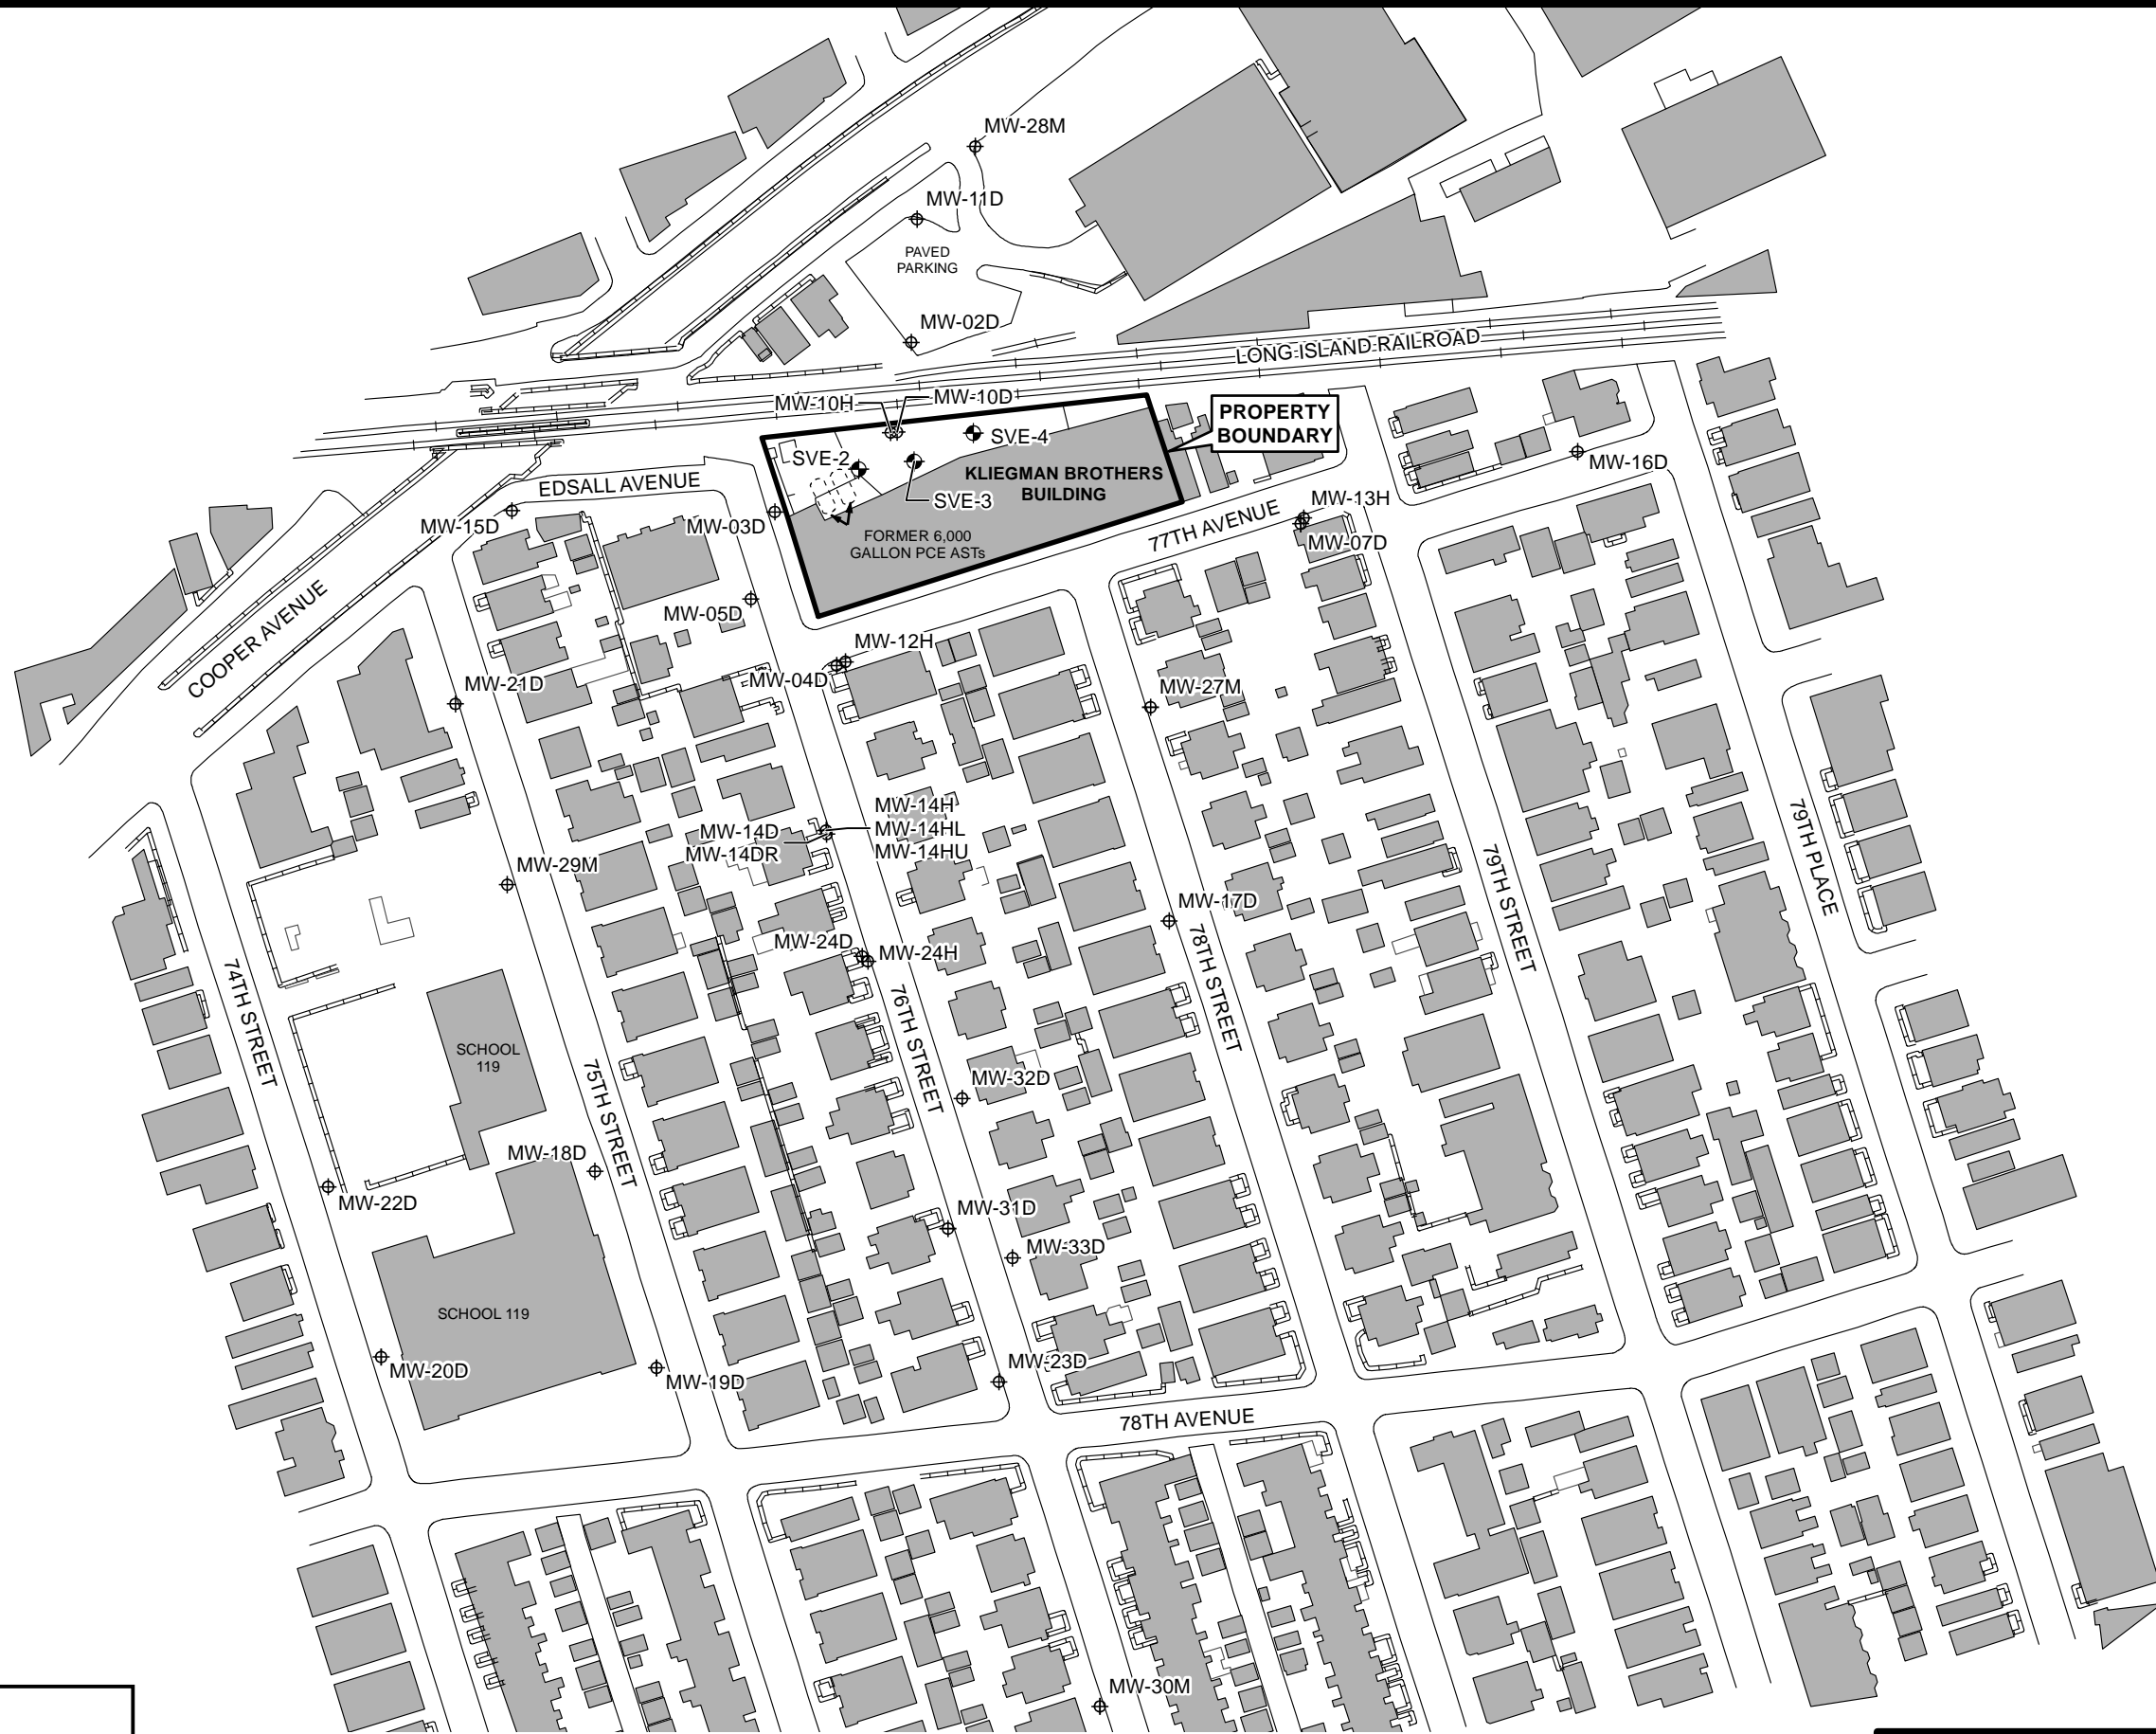 MW-28M
MW-11D
PAVED
PARKING
MW-02D
LONG ISLAND RAILROAD
MW-10H
MW-10D
PROPERTY
BOUNDARY
SVE-4
SVE-2
MW-16D
KLIEGMAN BROTHERS
BUILDING
EDSALL AVENUE
SVE-3
MW-13H
MW-15D
MW-03D
77TH AVENUE
FORMER 6,000
GALLON PCE ASTs
MW-07D
COOPER AVENUE
MW-05D
MW-12H
MW-21D
MW-04D
MW-27M
MW-14H
MW-14D
MW-14HL
MW-14DR
MW-14HU
79TH PLACE
MW-29M
79TH STREET
MW-17D
MW-24D
MW-24H
78TH STREET
74TH STREET
76TH STREET
SCHOOL
119
MW-32D
75TH STREET
MW-18D
MW-22D
MW-31D
MW-33D
SCHOOL 119
MW-20D
MW-19D
MW-23D
78TH AVENUE
MW-30M